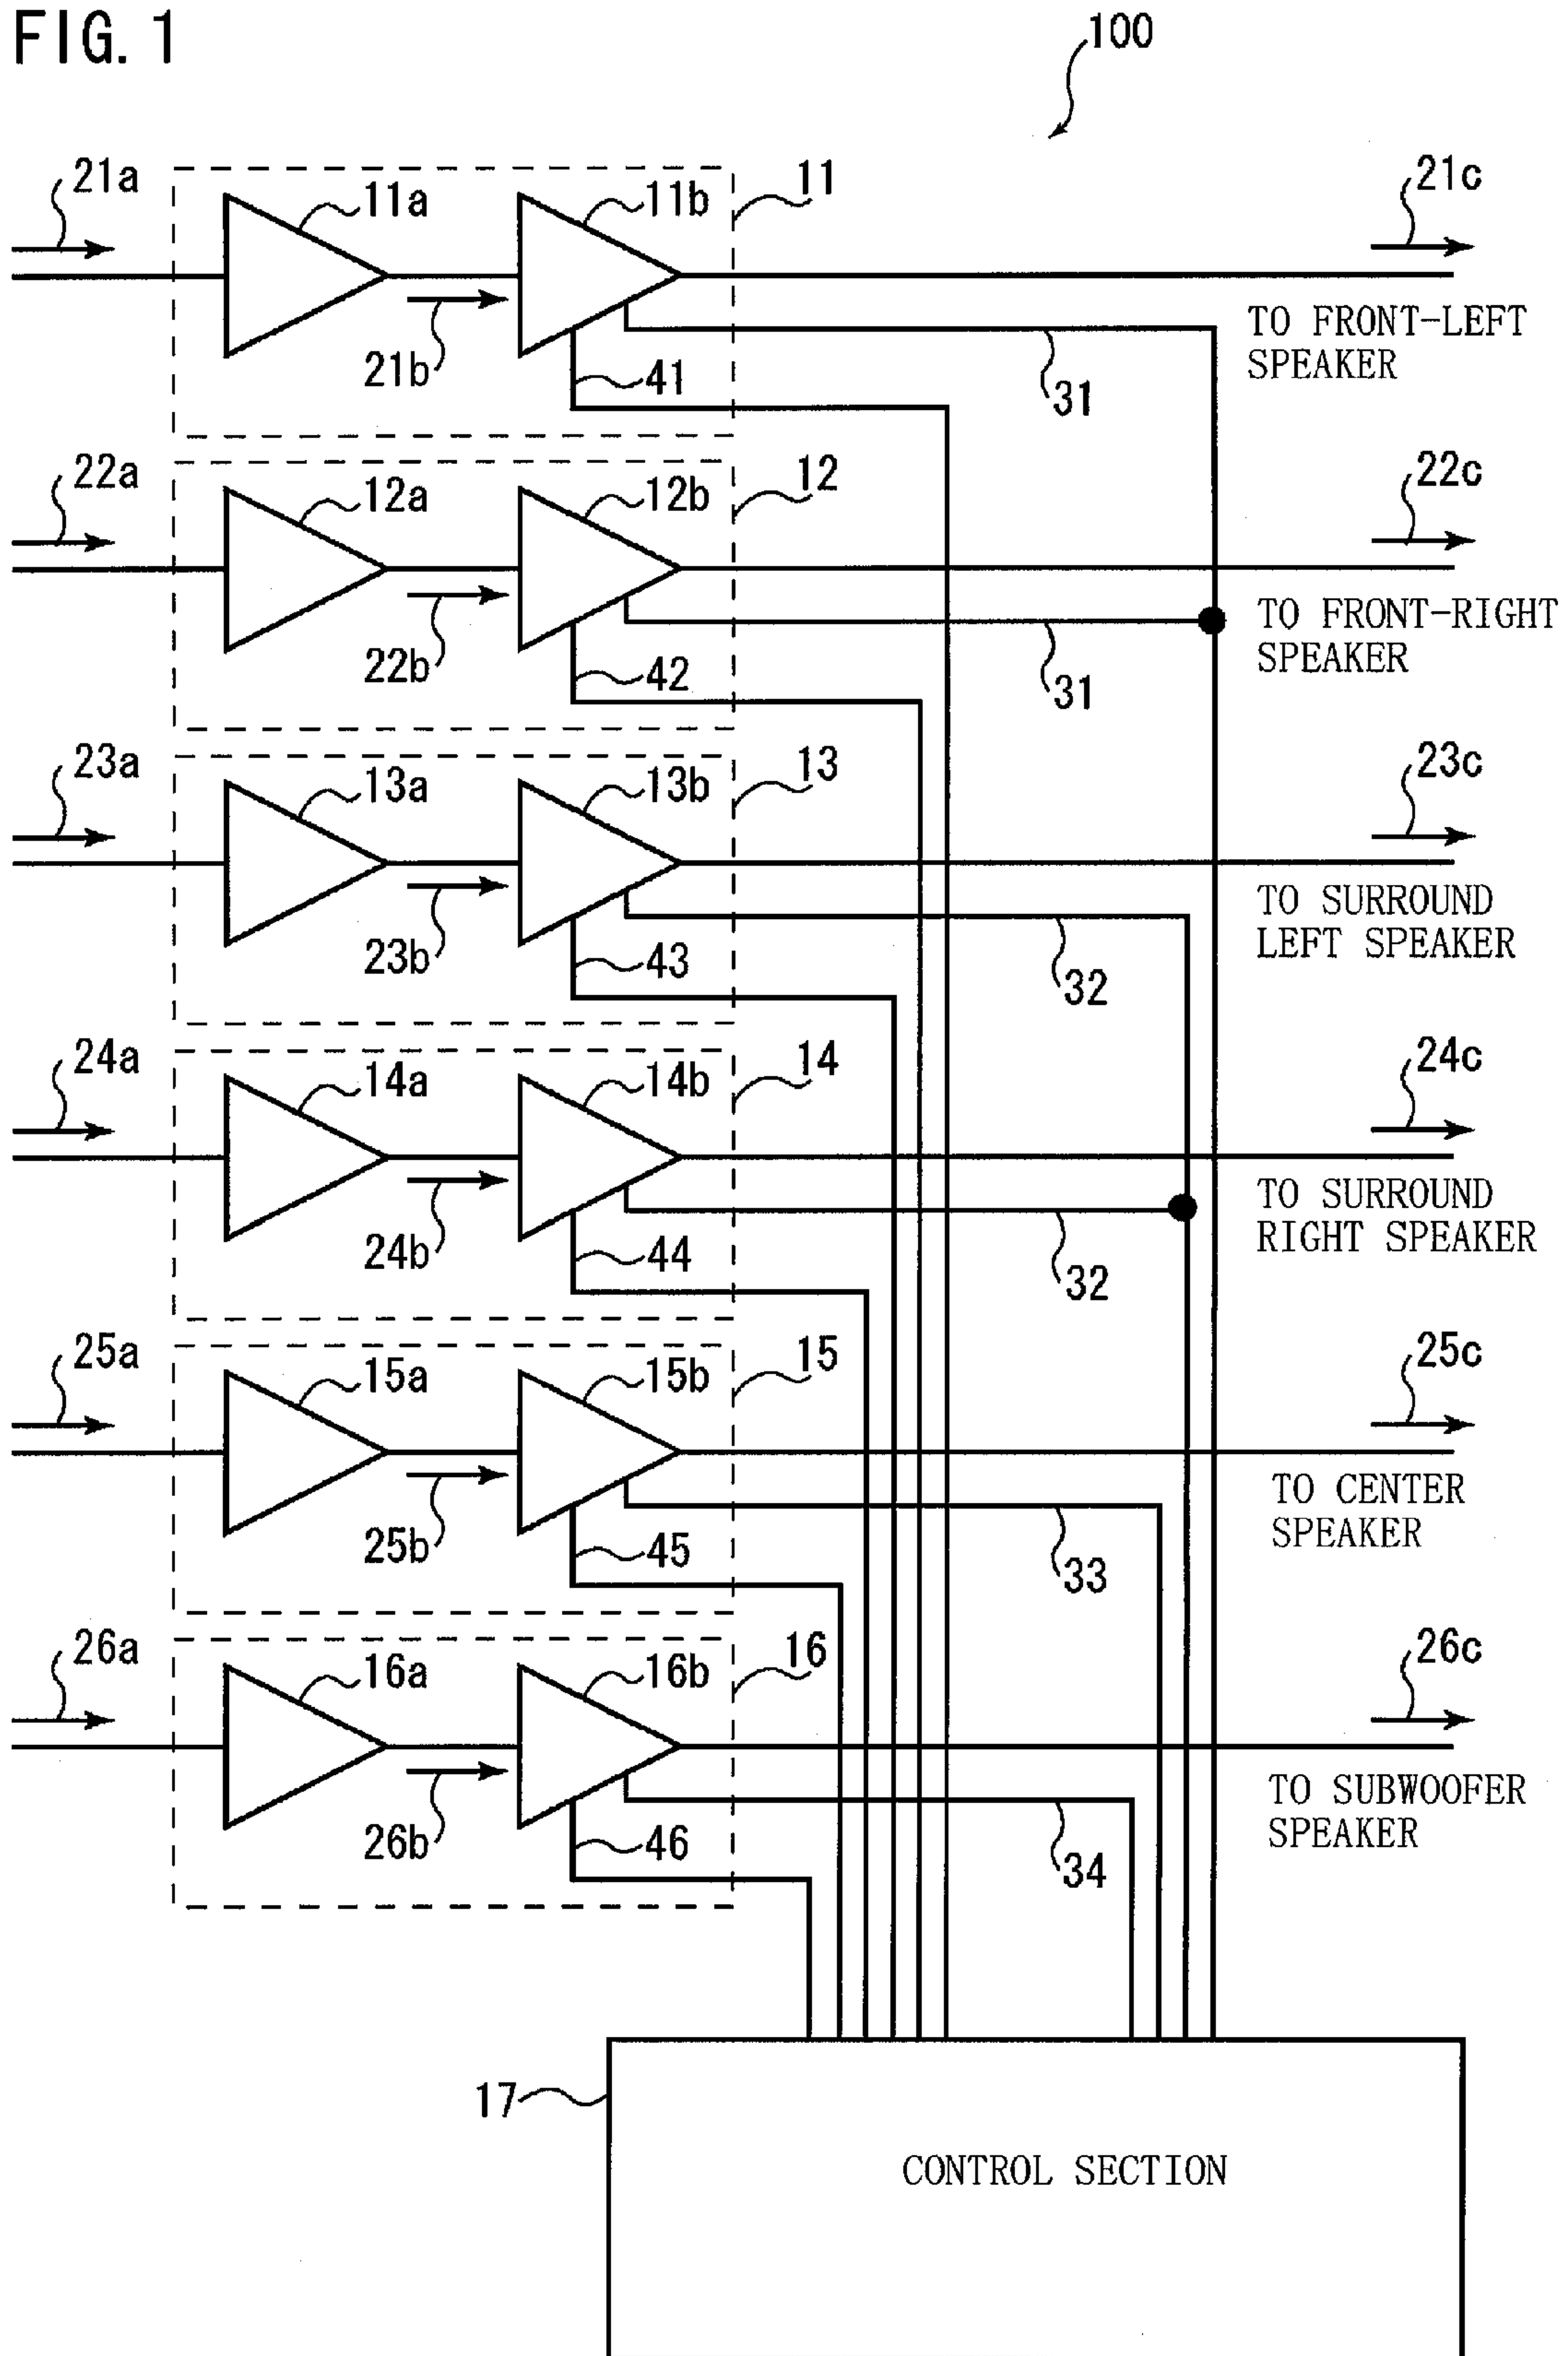 FIG. 1
100
21a
11a
11b
11
21c
21b
41
31
TO FRONT-LEFT
SPEAKER
22a
12a
12b
12
22c
22b
42
31
TO FRONT-RIGHT
SPEAKER
23a
13a
13b
13
23c
23b
43
32
TO SURROUND
LEFT SPEAKER
24a
14a
14b
14
24c
24b
44
32
TO SURROUND
RIGHT SPEAKER
25a
15a
15b
15
25c
25b
45
33
TO CENTER
SPEAKER
26a
16a
16b
16
26c
26b
46
34
TO SUBWOOFER
SPEAKER
17
CONTROL SECTION